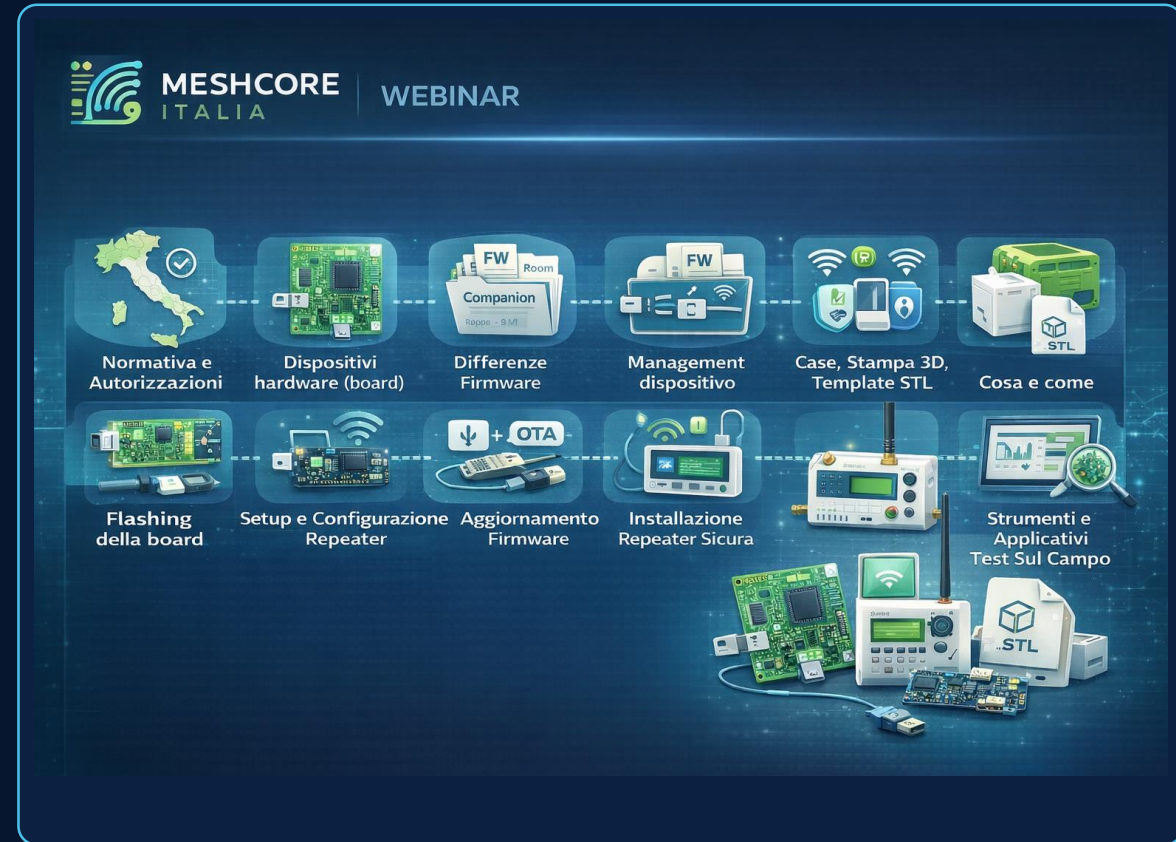 MESHCORE
ITALIA
WEBINAR
FW
Room
Companion
FW
STL
Normativa e
Autorizzazioni
Dispositivi
hardware (board)
Differenze
Firmware
Management
dispositivo
Case, Stampa 3D,
Template STL
Cosa e come
+ OTA
Flashing
della board
Setup e Configurazione
Repeater
Aggiornamento
Firmware
Installazione
Repeater Sicura
Strumenti e
Applicativi
Test Sul Campo
STL